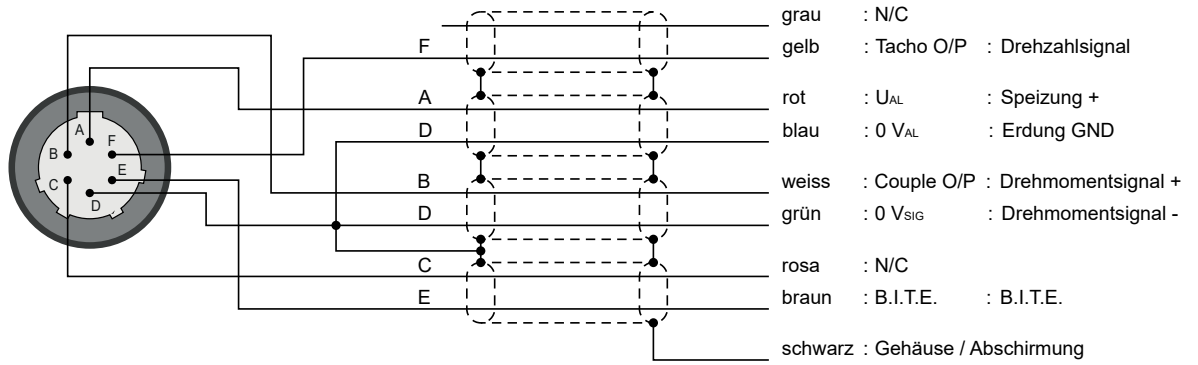 grau : N/C
F gelb : Tacho O/P : Drehzahlsignal
A rot : UAL : Speizung +
D blau : 0 VAL : Erdung GND
B weiss : Couple O/P : Drehmomentsignal +
D grün : 0 VSIG : Drehmomentsignal -
C rosa : N/C
E braun : B.I.T.E. : B.I.T.E.
schwarz : Gehäuse / Abschirmung
A
F
B
E
C
D